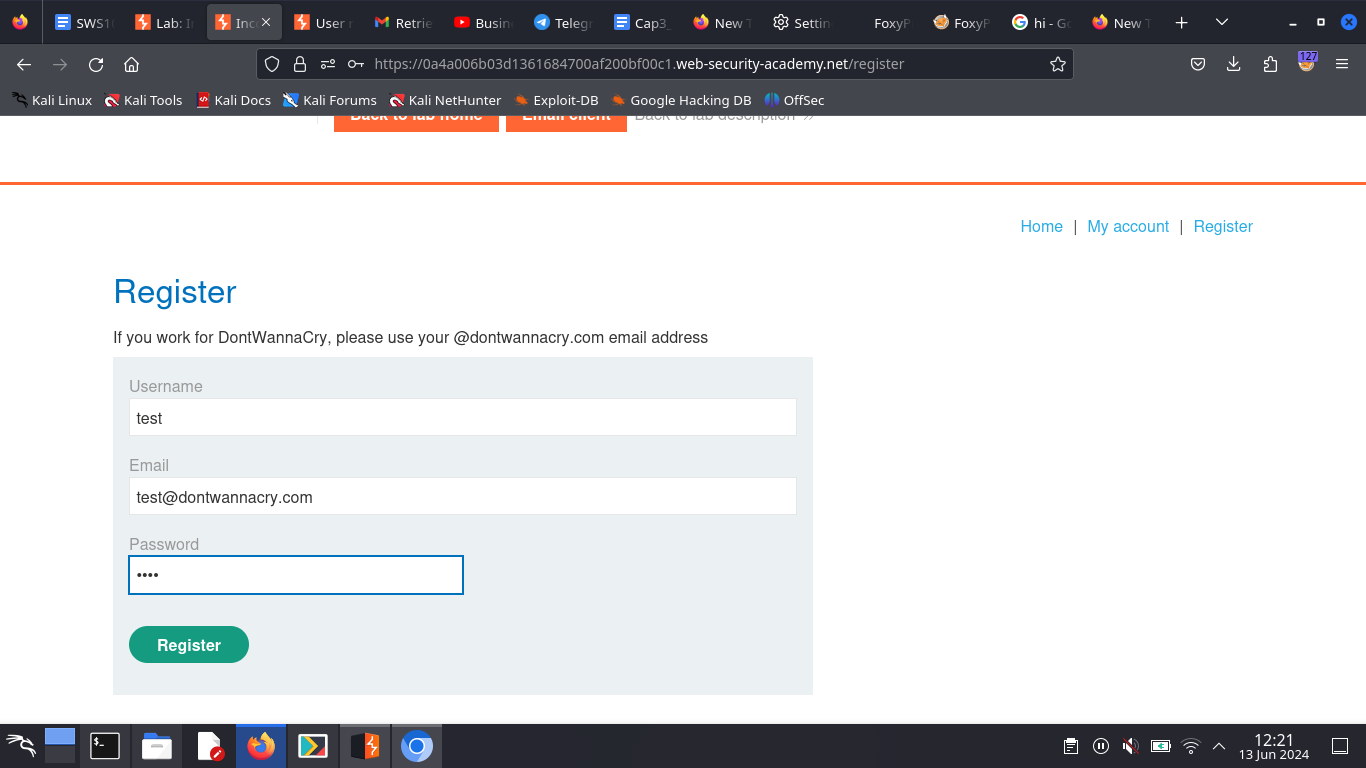 SWS1
Lab: I
Inc
User
Retrie
Busin
Telegr
Cap3_
New T
Settin
FoxyP
FoxyP
hi - G
New T
https://0a4a006b03d1361684700af200bf00c1.web-security-academy.net/register
127
Kali Linux
Kali Tools
Kali Docs
Kali Forums
Kali NetHunter
Exploit-DB
Google Hacking DB
OffSec
Back to lab home
Email client
Back to lab description
Home | My account | Register
Register
If you work for DontWannaCry, please use your @dontwannacry.com email address
Username
test
Email
test@dontwannacry.com
Password
••••
Register
12:21
13 Jun 2024